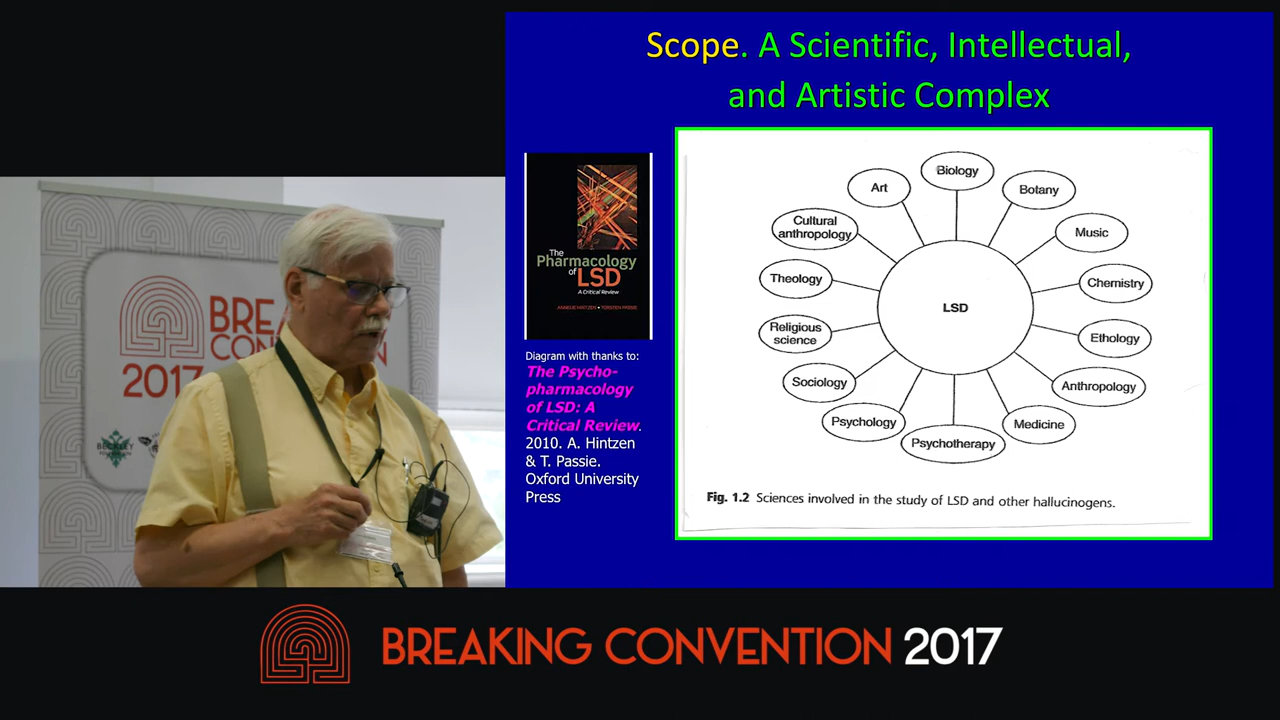 Scope. A Scientific, Intellectual,
and Artistic Complex
The
Pharmacology
of LSD
A Critical Review
Diagram with thanks to:
The Psycho-
pharmacology
of LSD: A
Critical Review.
2010. A. Hintzen
& T. Passie.
Oxford University
Press
Biology
Art
Botany
Cultural
anthropology
Music
Theology
Chemistry
LSD
Religious
science
Ethology
Sociology
Anthropology
Psychology
Medicine
Psychotherapy
Fig. 1.2 Sciences involved in the study of LSD and other hallucinogens.
BREA
CONVENT
2017
BECKLEY
BREAKING CONVENTION 2017